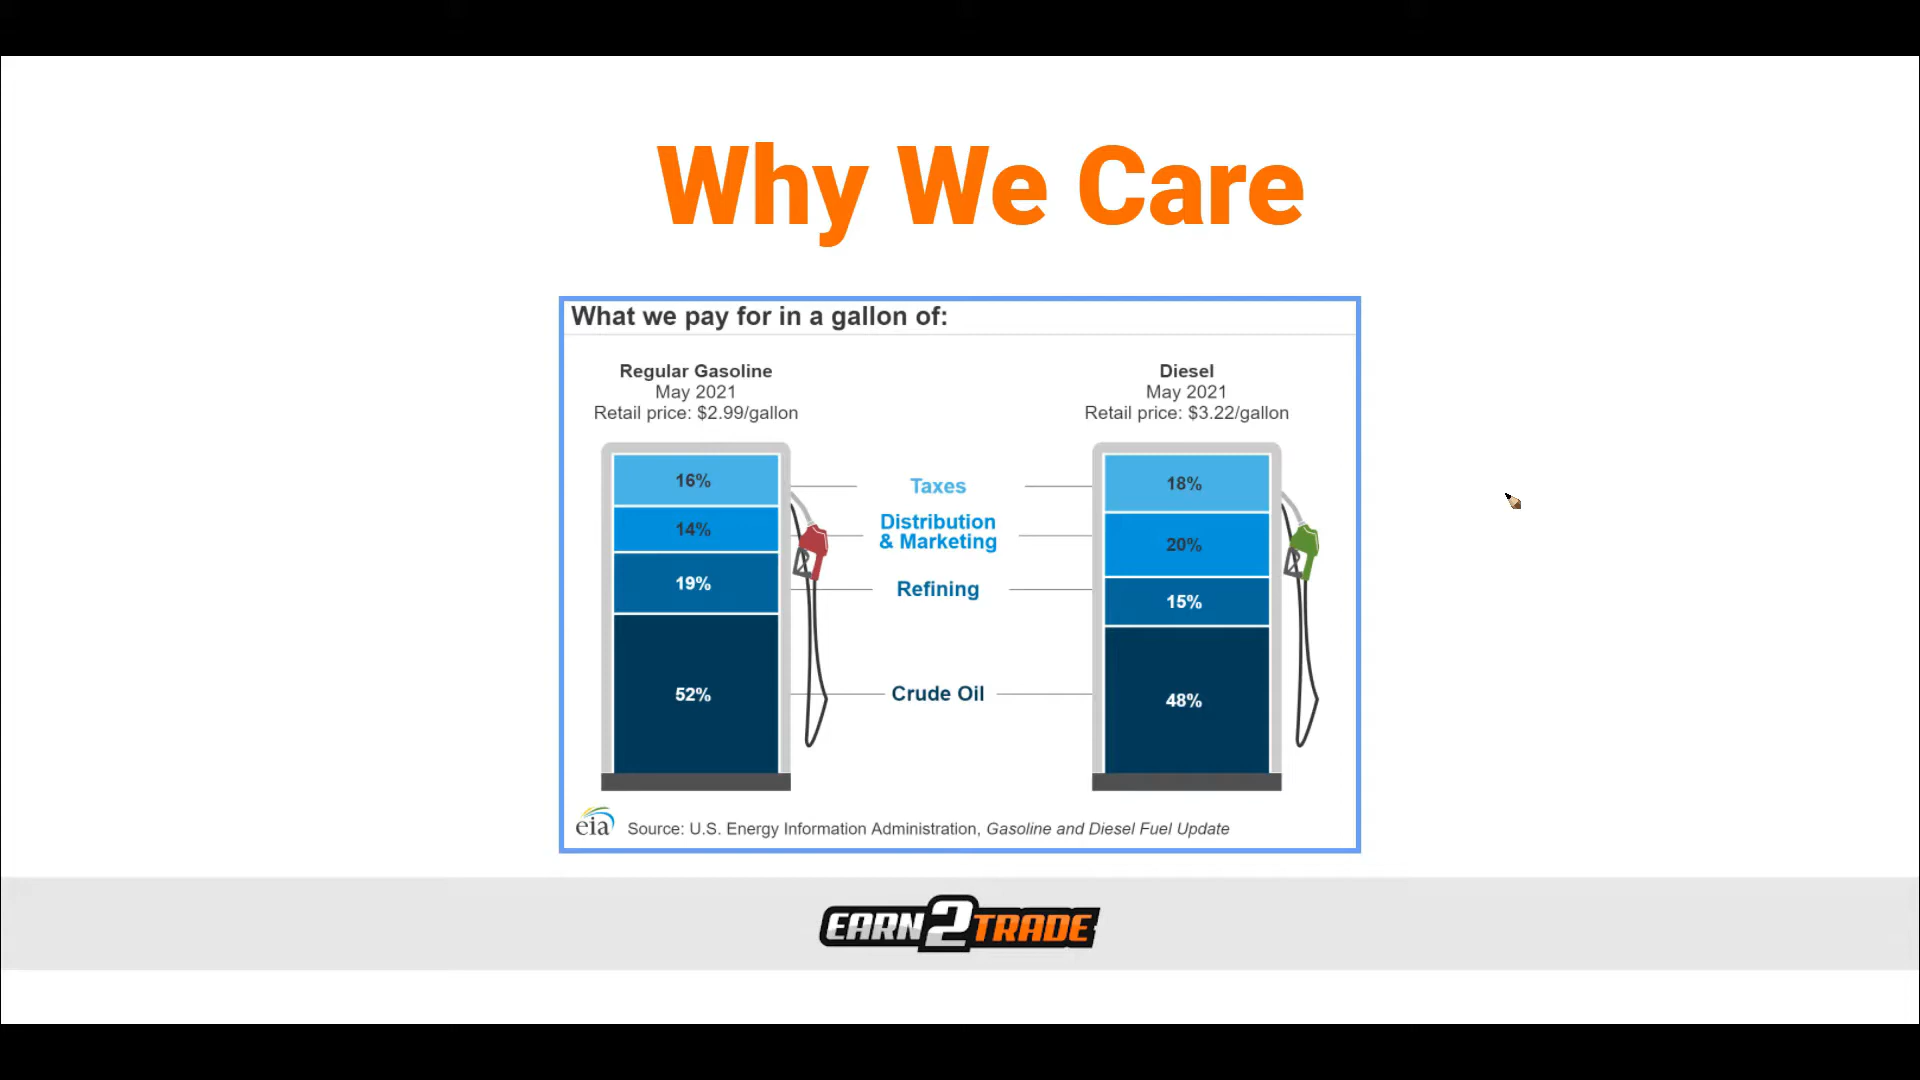 Why We Care
What we pay for in a gallon of:
Regular Gasoline
May 2021
Retail price: $2.99/gallon
Diesel
May 2021
Retail price: $3.22/gallon
16%
14%
19%
52%
Taxes
Distribution
& Marketing
Refining
Crude Oil
18%
20%
15%
48%
eia
Source: U.S. Energy Information Administration, Gasoline and Diesel Fuel Update
EARN2TRADE